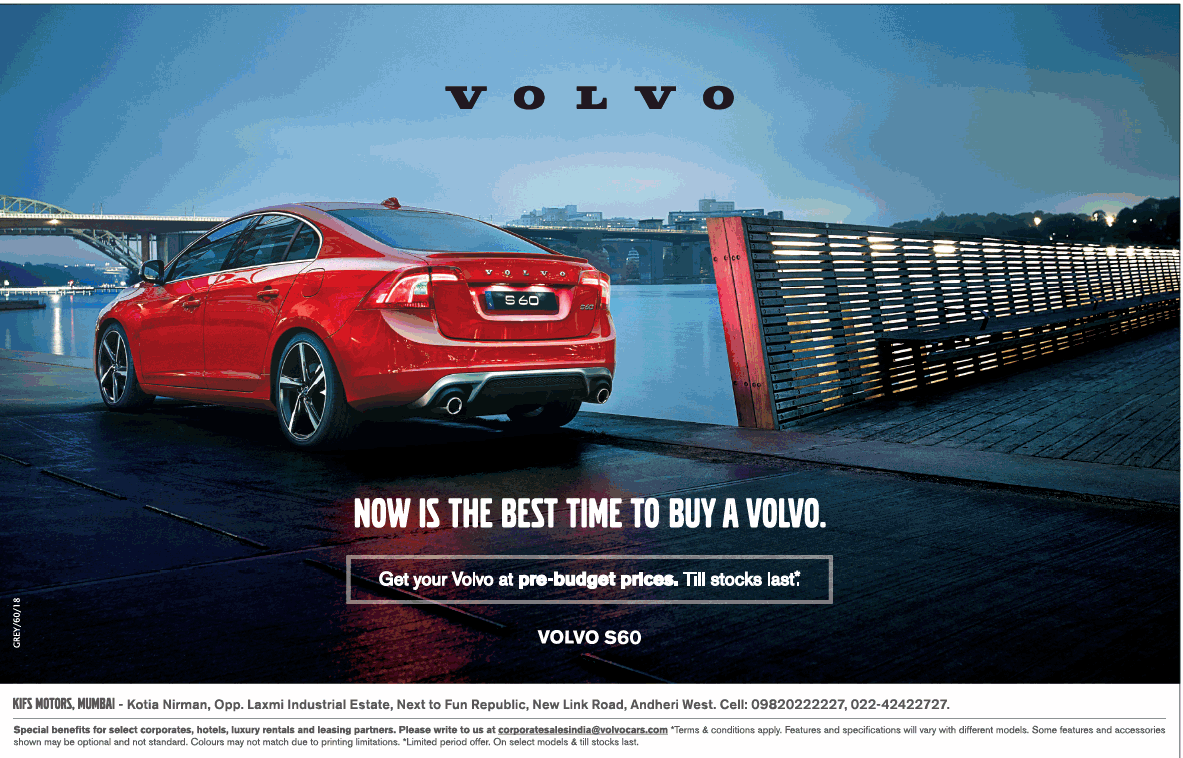 VOLVO
VOLVO
S 60
NOW IS THE BEST TIME TO BUY A VOLVO.
Get your Volvo at pre-budget prices. Till stocks last*.
VOLVO S60
GREY/60/18
KIFS MOTORS, MUMBAI - Kotia Nirman, Opp. Laxmi Industrial Estate, Next to Fun Republic, New Link Road, Andheri West. Cell: 09820222227, 022-42422727.
Special benefits for select corporates, hotels, luxury rentals and leasing partners. Please write to us at corporatesalesindia@volvocars.com *Terms & conditions apply. Features and specifications will vary with different models. Some features and accessories
shown may be optional and not standard. Colours may not match due to printing limitations. *Limited period offer. On select models & till stocks last.